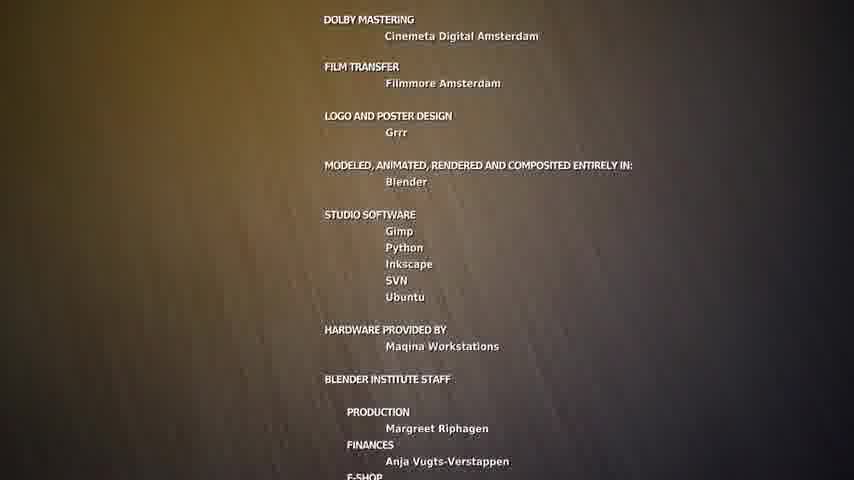 DOLBY MASTERING
Cinemeta Digital Amsterdam
FILM TRANSFER
Filmmore Amsterdam
LOGO AND POSTER DESIGN
Grrr
MODELED, ANIMATED, RENDERED AND COMPOSITED ENTIRELY IN:
Blender
STUDIO SOFTWARE
Gimp
Python
Inkscape
SVN
Ubuntu
HARDWARE PROVIDED BY
Maqina Workstations
BLENDER INSTITUTE STAFF
PRODUCTION
Margreet Riphagen
FINANCES
Anja Vugts-Verstappen
E-SHOP